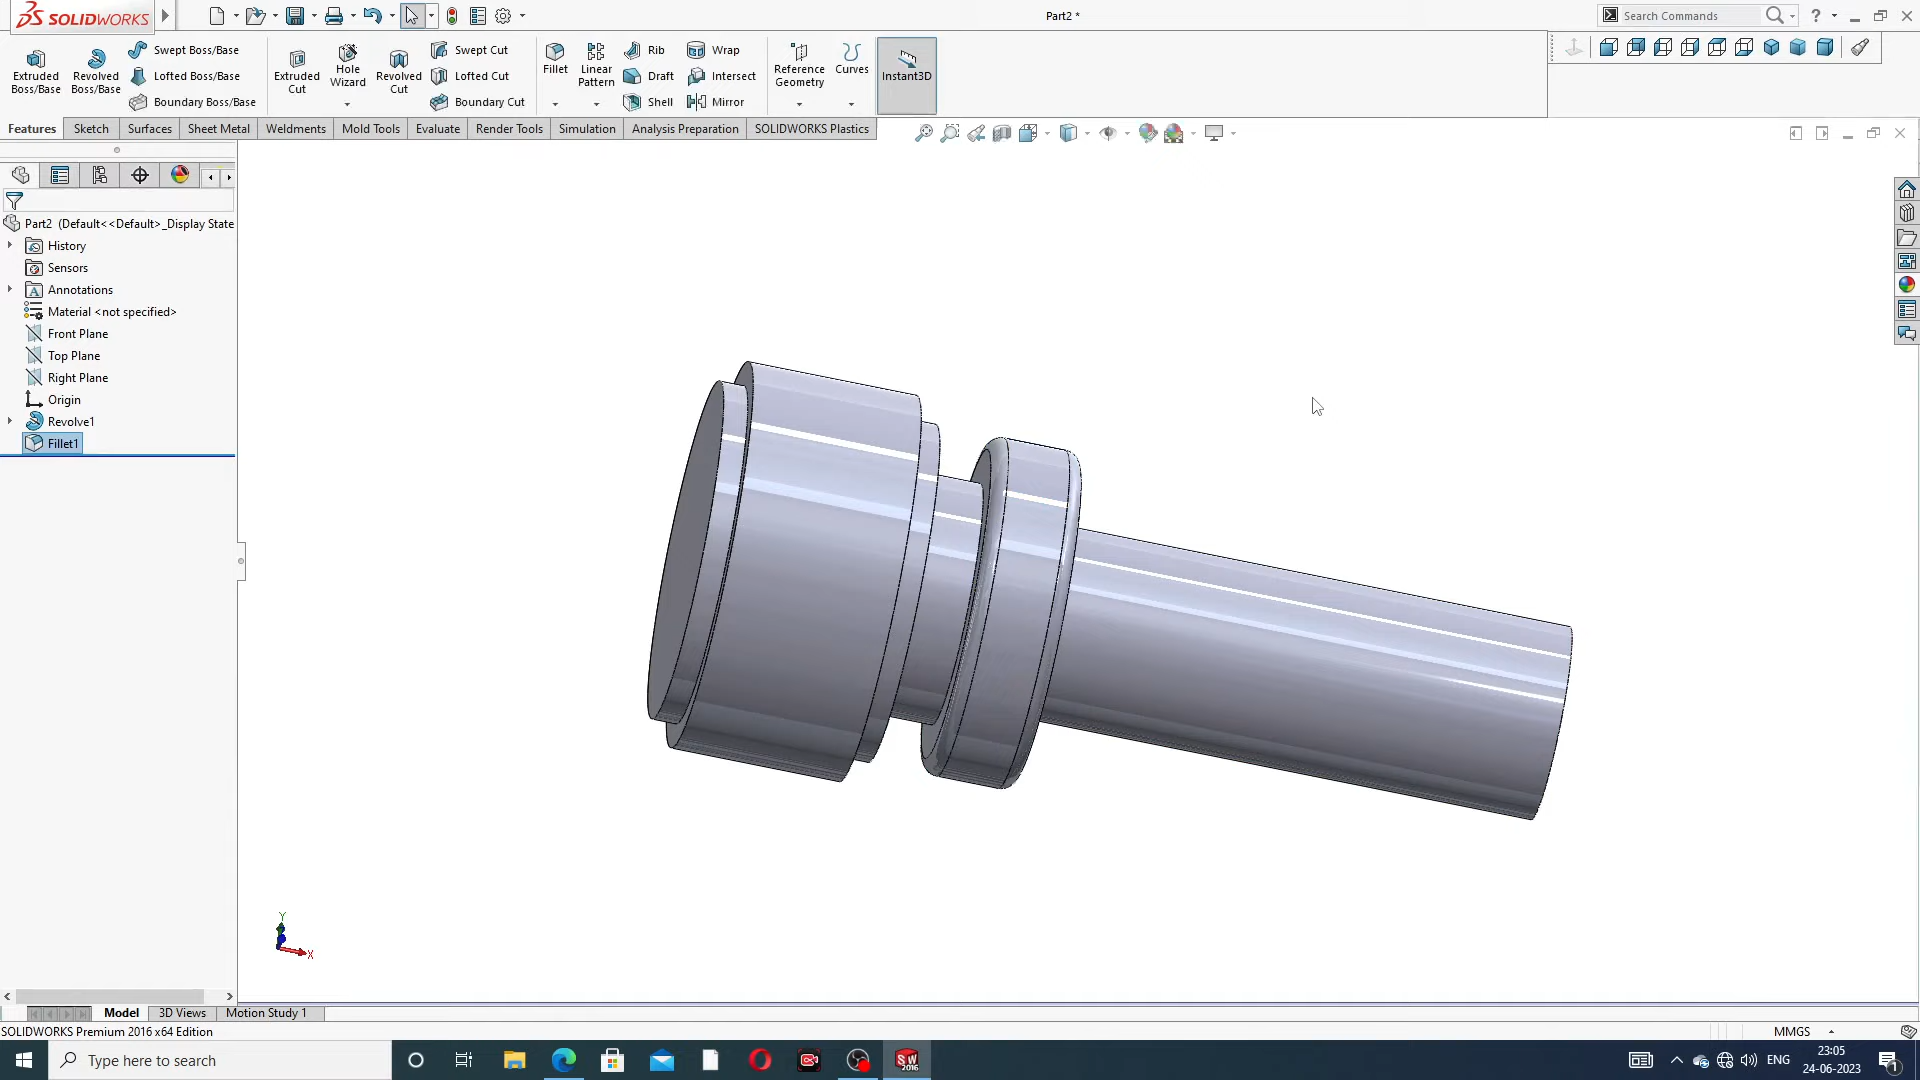 SOLIDWORKS
Part2 *
Search Commands
?
Extruded Boss/Base
Revolved Boss/Base
Swept Boss/Base
Lofted Boss/Base
Boundary Boss/Base
Extruded Cut
Hole Wizard
Revolved Cut
Swept Cut
Lofted Cut
Boundary Cut
Fillet
Linear Pattern
Rib
Draft
Shell
Wrap
Intersect
Mirror
Reference Geometry
Curves
Instant3D
Features
Sketch
Surfaces
Sheet Metal
Weldments
Mold Tools
Evaluate
Render Tools
Simulation
Analysis Preparation
SOLIDWORKS Plastics
Part2 (Default<<Default>_Display State
History
Sensors
Annotations
Material <not specified>
Front Plane
Top Plane
Right Plane
Origin
Revolve1
Fillet1
Y
X
Model
3D Views
Motion Study 1
SOLIDWORKS Premium 2016 x64 Edition
MMGS
Type here to search
SW
2016
ENG
23:05
24-06-2023
1